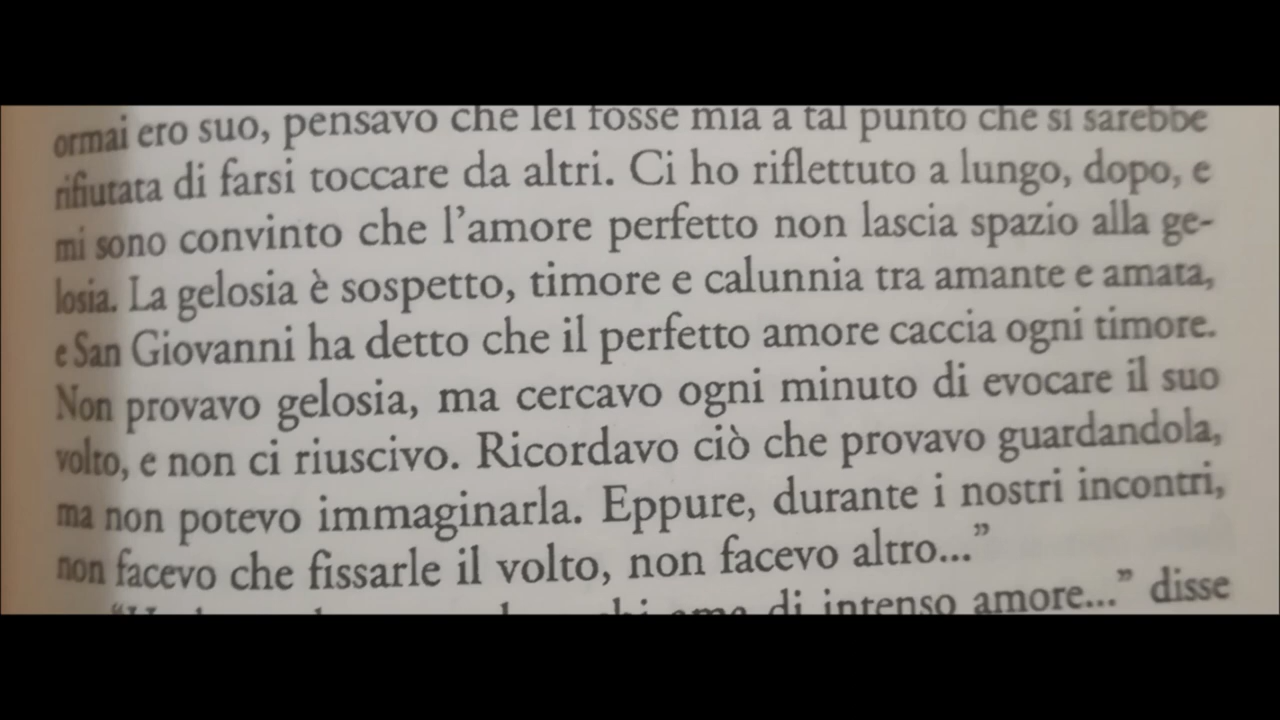 ormai ero suo, pensavo che lei fosse mia a tal punto che si sarebbe
rifiutata di farsi toccare da altri. Ci ho riflettuto a lungo, dopo, e
mi sono convinto che l'amore perfetto non lascia spazio alla ge-
losia. La gelosia è sospetto, timore e calunnia tra amante e amata,
e San Giovanni ha detto che il perfetto amore caccia ogni timore.
Non provavo gelosia, ma cercavo ogni minuto di evocare il suo
volto, e non ci riuscivo. Ricordavo ciò che provavo guardandola,
ma non potevo immaginarla. Eppure, durante i nostri incontri,
non facevo che fissarle il volto, non facevo altro...”
di intenso amore...” disse